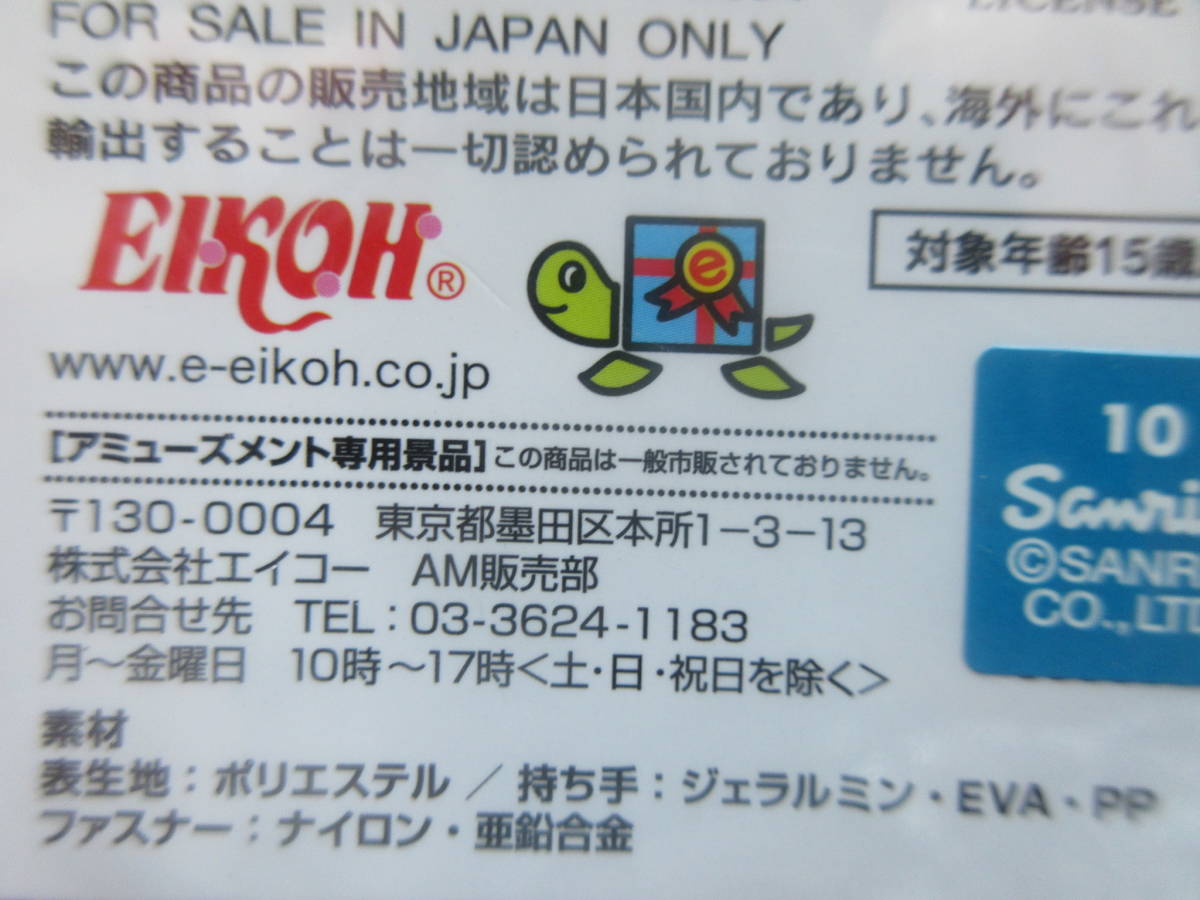 LICENSE
FOR SALE IN JAPAN ONLY
この商品の販売地域は日本国内であり、海外にこれ
輸出することは一切認められておりません。
EIKOH®
e
対象年齢15歳
www.e-eikoh.co.jp
[アミューズメント専用景品]この商品は一般市販されておりません。
〒130-0004 東京都墨田区本所1-3-13
株式会社エイコー AM販売部
お問合せ先 TEL:03-3624-1183
月〜金曜日 10時〜17時<土・日・祝日を除く>
10
Sanri
©SANR
CO.,LT
素材
表生地:ポリエステル / 持ち手:ジェラルミン・EVA・PP
ファスナー:ナイロン・亜鉛合金